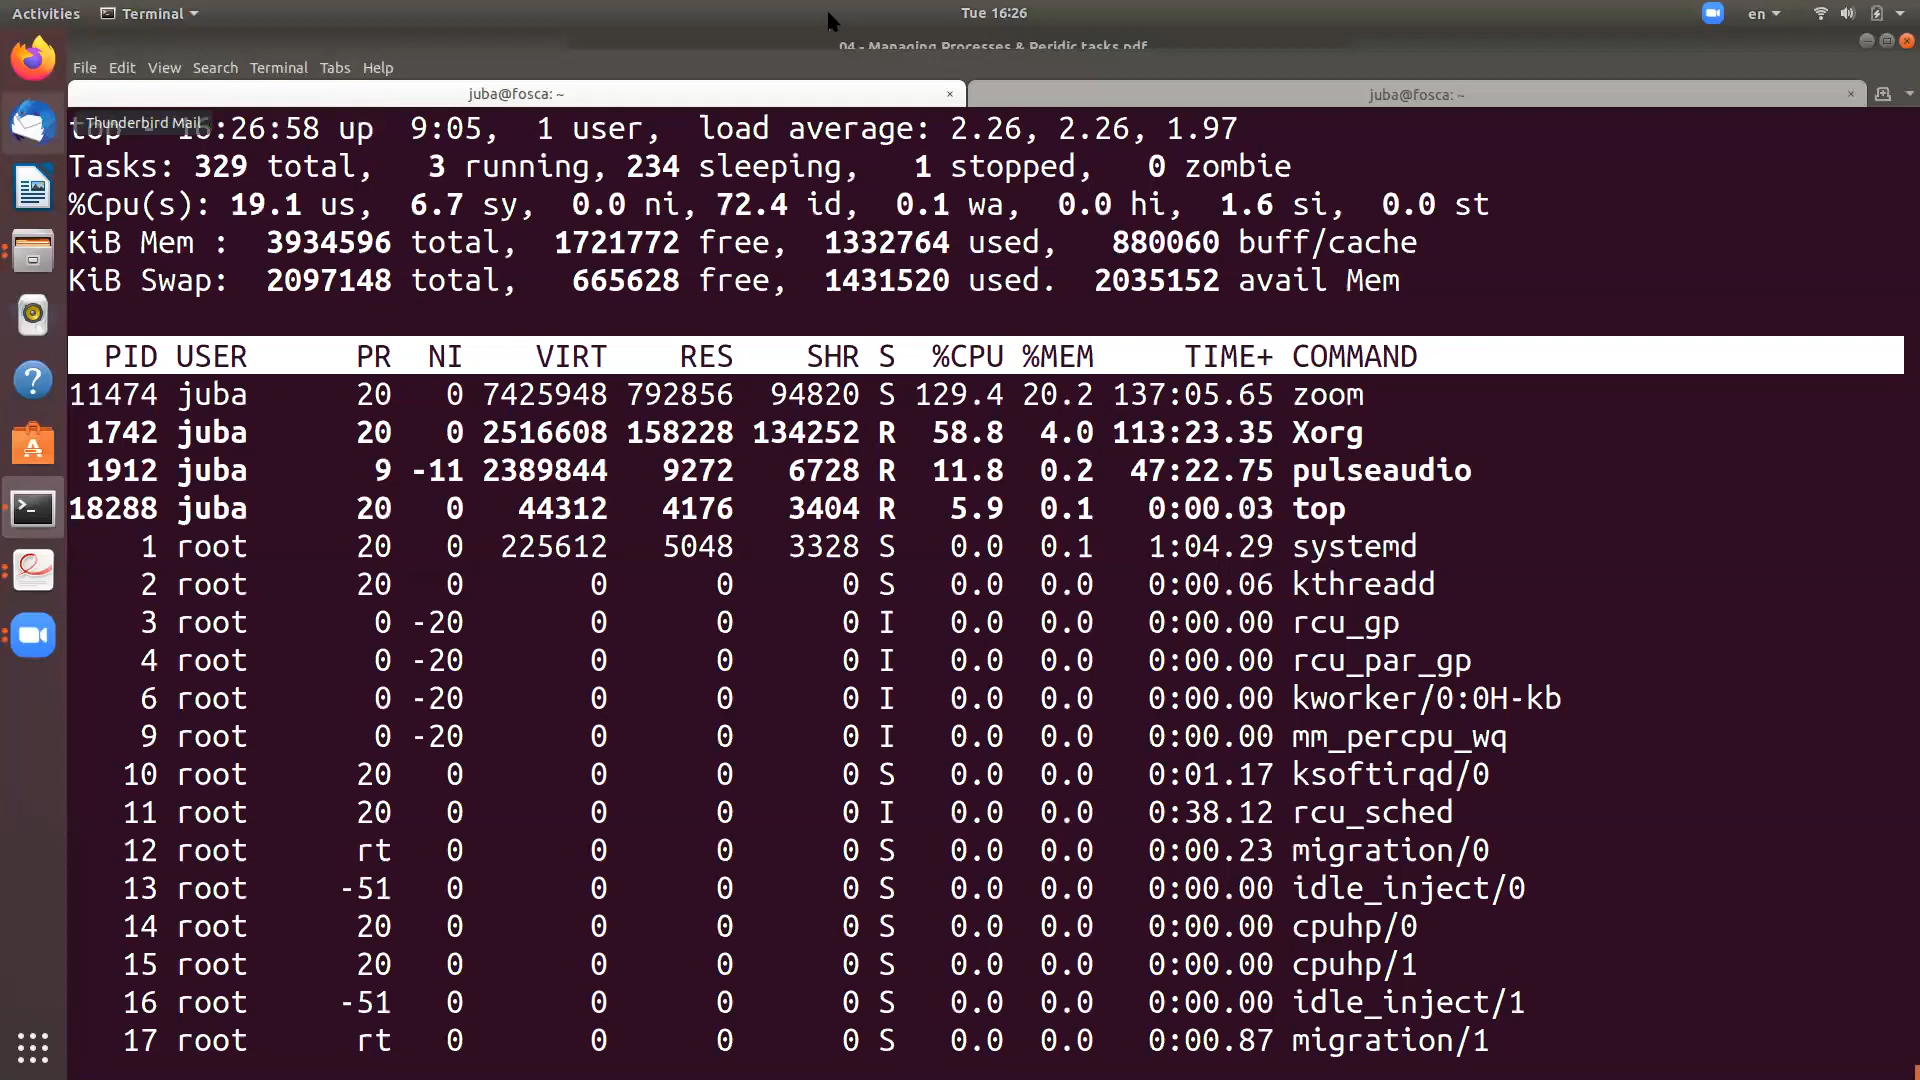 Activities Terminal Tue 16:26 en
04 - Managing Processes & Peridic tasks.pdf
File Edit View Search Terminal Tabs Help
juba@fosca: ~ × juba@fosca: ~ ×
Thunderbird Mail
top - 16:26:58 up 9:05, 1 user, load average: 2.26, 2.26, 1.97
Tasks: 329 total, 3 running, 234 sleeping, 1 stopped, 0 zombie
%Cpu(s): 19.1 us, 6.7 sy, 0.0 ni, 72.4 id, 0.1 wa, 0.0 hi, 1.6 si, 0.0 st
KiB Mem : 3934596 total, 1721772 free, 1332764 used, 880060 buff/cache
KiB Swap: 2097148 total, 665628 free, 1431520 used. 2035152 avail Mem
PID USER PR NI VIRT RES SHR S %CPU %MEM TIME+ COMMAND
11474 juba 20 0 7425948 792856 94820 S 129.4 20.2 137:05.65 zoom
1742 juba 20 0 2516608 158228 134252 R 58.8 4.0 113:23.35 Xorg
1912 juba 9 -11 2389844 9272 6728 R 11.8 0.2 47:22.75 pulseaudio
18288 juba 20 0 44312 4176 3404 R 5.9 0.1 0:00.03 top
1 root 20 0 225612 5048 3328 S 0.0 0.1 1:04.29 systemd
2 root 20 0 0 0 0 S 0.0 0.0 0:00.06 kthreadd
3 root 0 -20 0 0 0 I 0.0 0.0 0:00.00 rcu_gp
4 root 0 -20 0 0 0 I 0.0 0.0 0:00.00 rcu_par_gp
6 root 0 -20 0 0 0 I 0.0 0.0 0:00.00 kworker/0:0H-kb
9 root 0 -20 0 0 0 I 0.0 0.0 0:00.00 mm_percpu_wq
10 root 20 0 0 0 0 S 0.0 0.0 0:01.17 ksoftirqd/0
11 root 20 0 0 0 0 I 0.0 0.0 0:38.12 rcu_sched
12 root rt 0 0 0 0 S 0.0 0.0 0:00.23 migration/0
13 root -51 0 0 0 0 S 0.0 0.0 0:00.00 idle_inject/0
14 root 20 0 0 0 0 S 0.0 0.0 0:00.00 cpuhp/0
15 root 20 0 0 0 0 S 0.0 0.0 0:00.00 cpuhp/1
16 root -51 0 0 0 0 S 0.0 0.0 0:00.00 idle_inject/1
17 root rt 0 0 0 0 S 0.0 0.0 0:00.87 migration/1